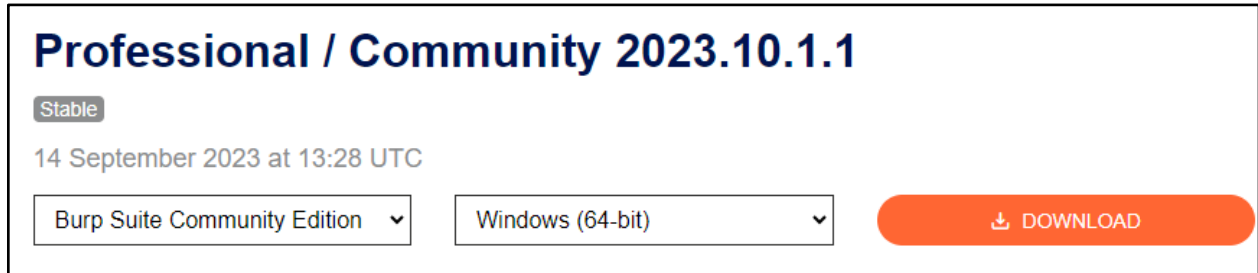 Professional / Community 2023.10.1.1
Stable
14 September 2023 at 13:28 UTC
Burp Suite Community Edition Windows (64-bit) DOWNLOAD